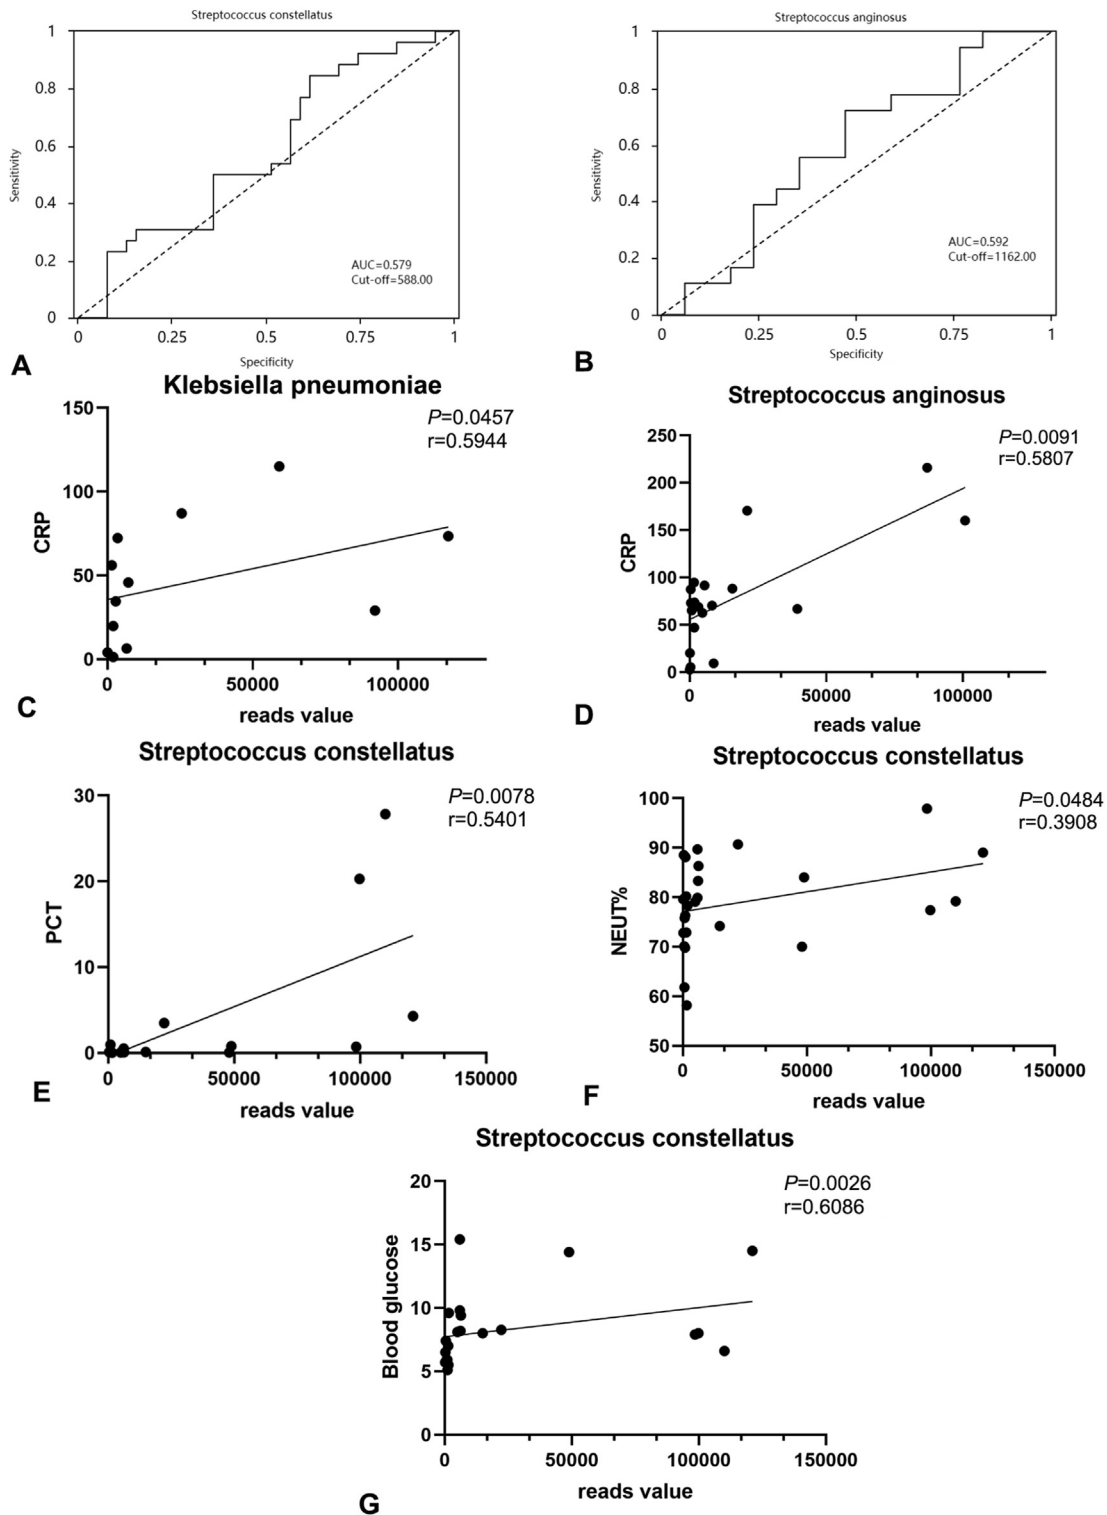 Streptococcus constellatus
1
0.8
0.6
0.4
0.2
0
Sensitivity
AUC=0.579
Cut-off=588.00
0 0.25 0.5 0.75 1
Specificity
A
Streptococcus anginosus
1
0.8
0.6
0.4
0.2
0
Sensitivity
AUC=0.592
Cut-off=1162.00
0 0.25 0.5 0.75 1
Specificity
B
Klebsiella pneumoniae
P=0.0457
r=0.5944
150
100
50
0
CRP
0 50000 100000
reads value
C
Streptococcus anginosus
P=0.0091
r=0.5807
250
200
150
100
50
0
CRP
0 50000 100000
reads value
D
Streptococcus constellatus
P=0.0078
r=0.5401
30
20
10
0
PCT
0 50000 100000 150000
reads value
E
Streptococcus constellatus
P=0.0484
r=0.3908
100
90
80
70
60
50
NEUT%
0 50000 100000 150000
reads value
F
Streptococcus constellatus
P=0.0026
r=0.6086
20
15
10
5
0
Blood glucose
0 50000 100000 150000
reads value
G